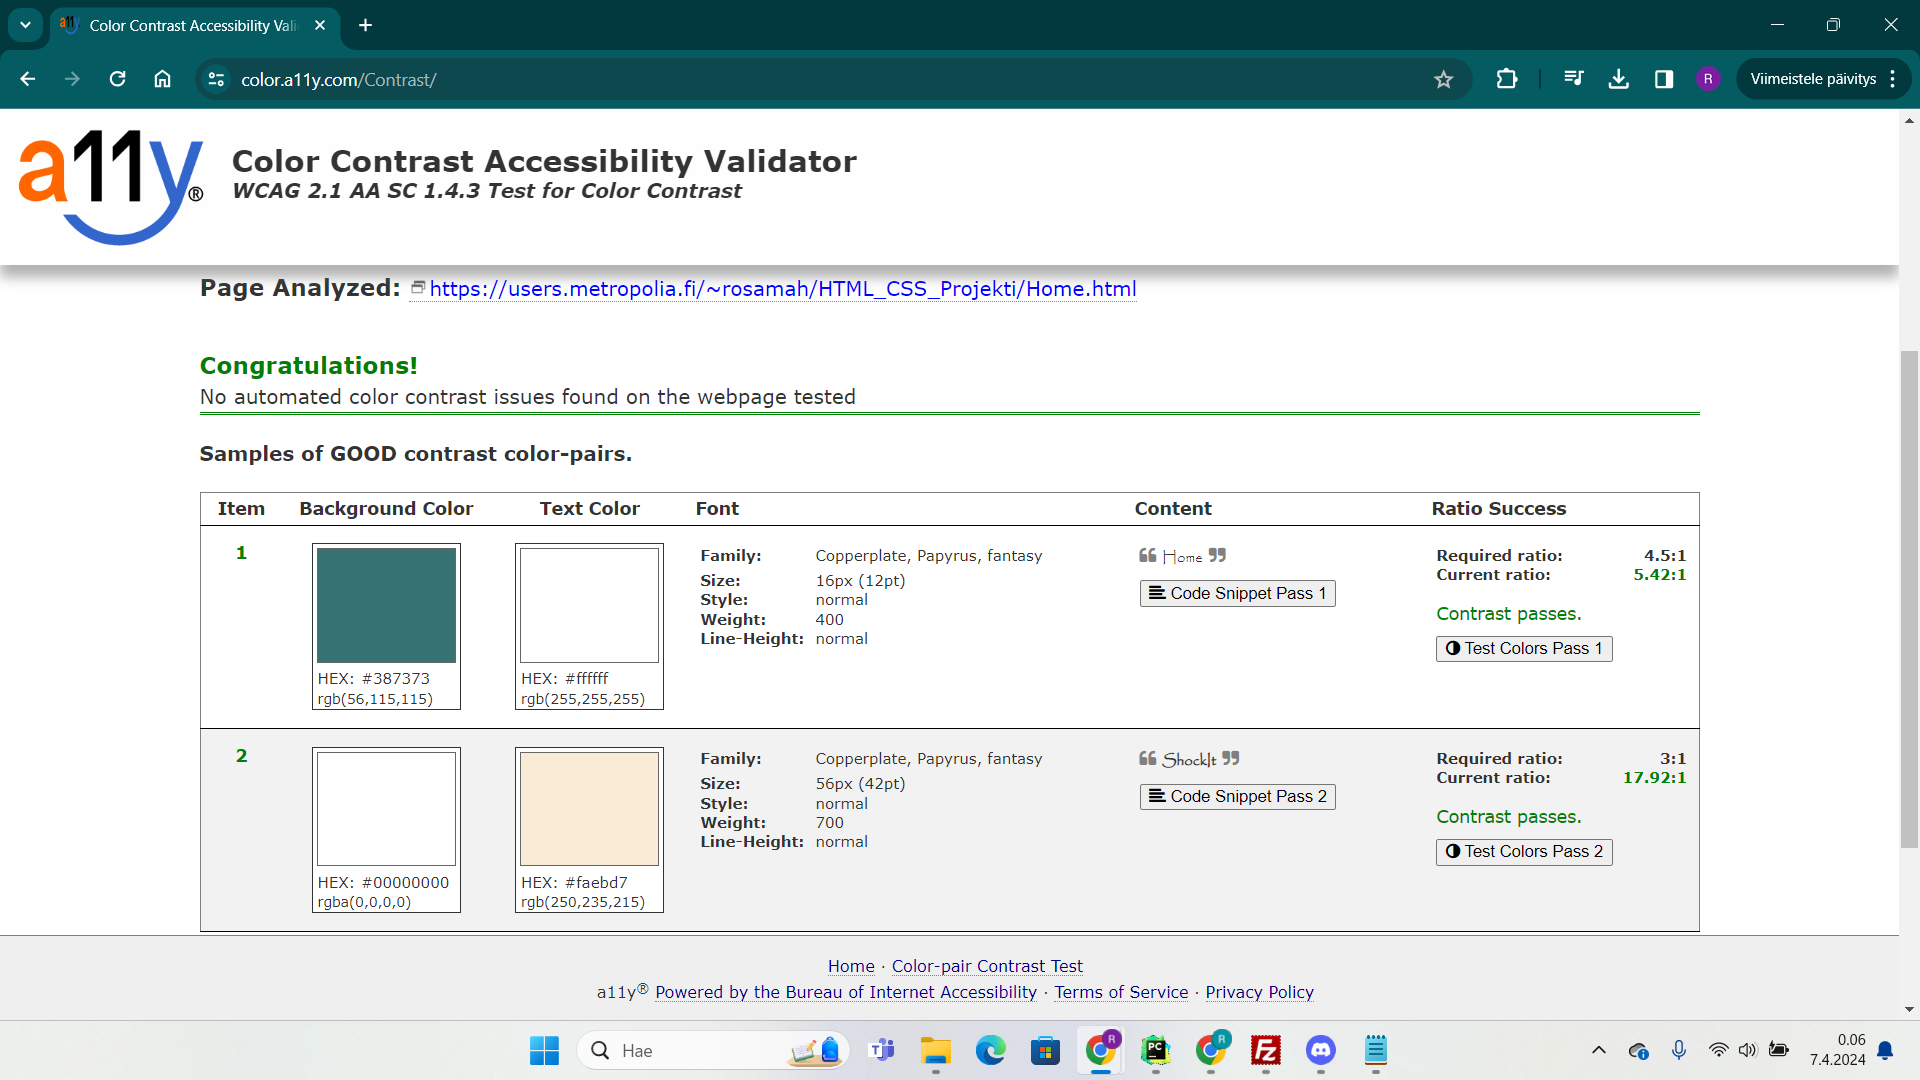 Color Contrast Accessibility Vali
color.a11y.com/Contrast/
R
Viimeistele päivitys
a11y®
Color Contrast Accessibility Validator
WCAG 2.1 AA SC 1.4.3 Test for Color Contrast
Page Analyzed: https://users.metropolia.fi/~rosamah/HTML_CSS_Projekti/Home.html
Congratulations!
No automated color contrast issues found on the webpage tested
Samples of GOOD contrast color-pairs.
Item Background Color Text Color Font Content Ratio Success
1
HEX: #387373
rgb(56,115,115)
HEX: #ffffff
rgb(255,255,255)
Family: Copperplate, Papyrus, fantasy
Size: 16px (12pt)
Style: normal
Weight: 400
Line-Height: normal
❝ Home ❞
Code Snippet Pass 1
Required ratio: 4.5:1
Current ratio: 5.42:1
Contrast passes.
Test Colors Pass 1
2
HEX: #00000000
rgba(0,0,0,0)
HEX: #faebd7
rgb(250,235,215)
Family: Copperplate, Papyrus, fantasy
Size: 56px (42pt)
Style: normal
Weight: 700
Line-Height: normal
❝ ShockIt ❞
Code Snippet Pass 2
Required ratio: 3:1
Current ratio: 17.92:1
Contrast passes.
Test Colors Pass 2
Home · Color-pair Contrast Test
a11y® Powered by the Bureau of Internet Accessibility · Terms of Service · Privacy Policy
Hae
R
PC
R
Fz
0.06
7.4.2024